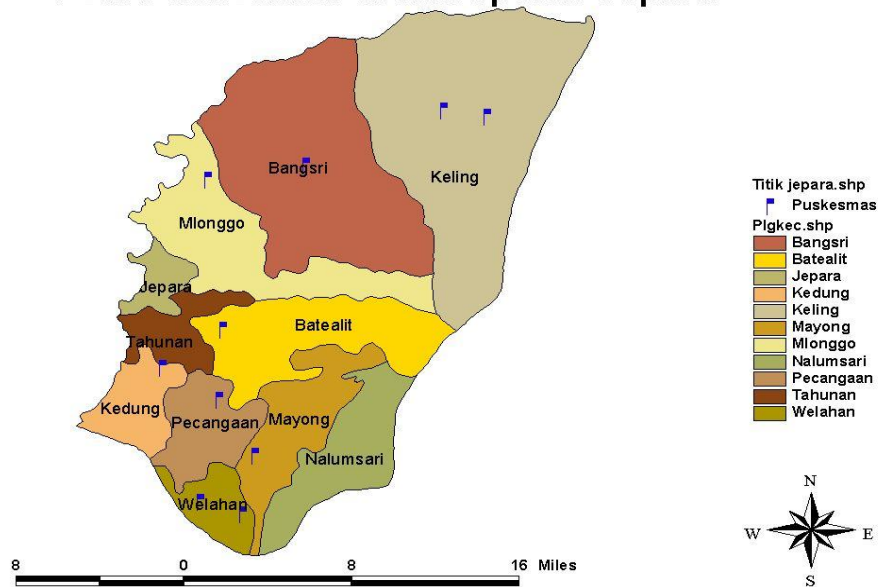 Bangsri
Keling
Mlonggo
Jepara
Batealit
Tahunan
Kedung
Pecangaan
Mayong
Nalumsari
Welahan
Titik jepara.shp
Puskesmas
Plgkec.shp
Bangsri
Batealit
Jepara
Kedung
Keling
Mayong
Mlonggo
Nalumsari
Pecangaan
Tahunan
Welahan
N
W E
S
8 0 8 16 Miles